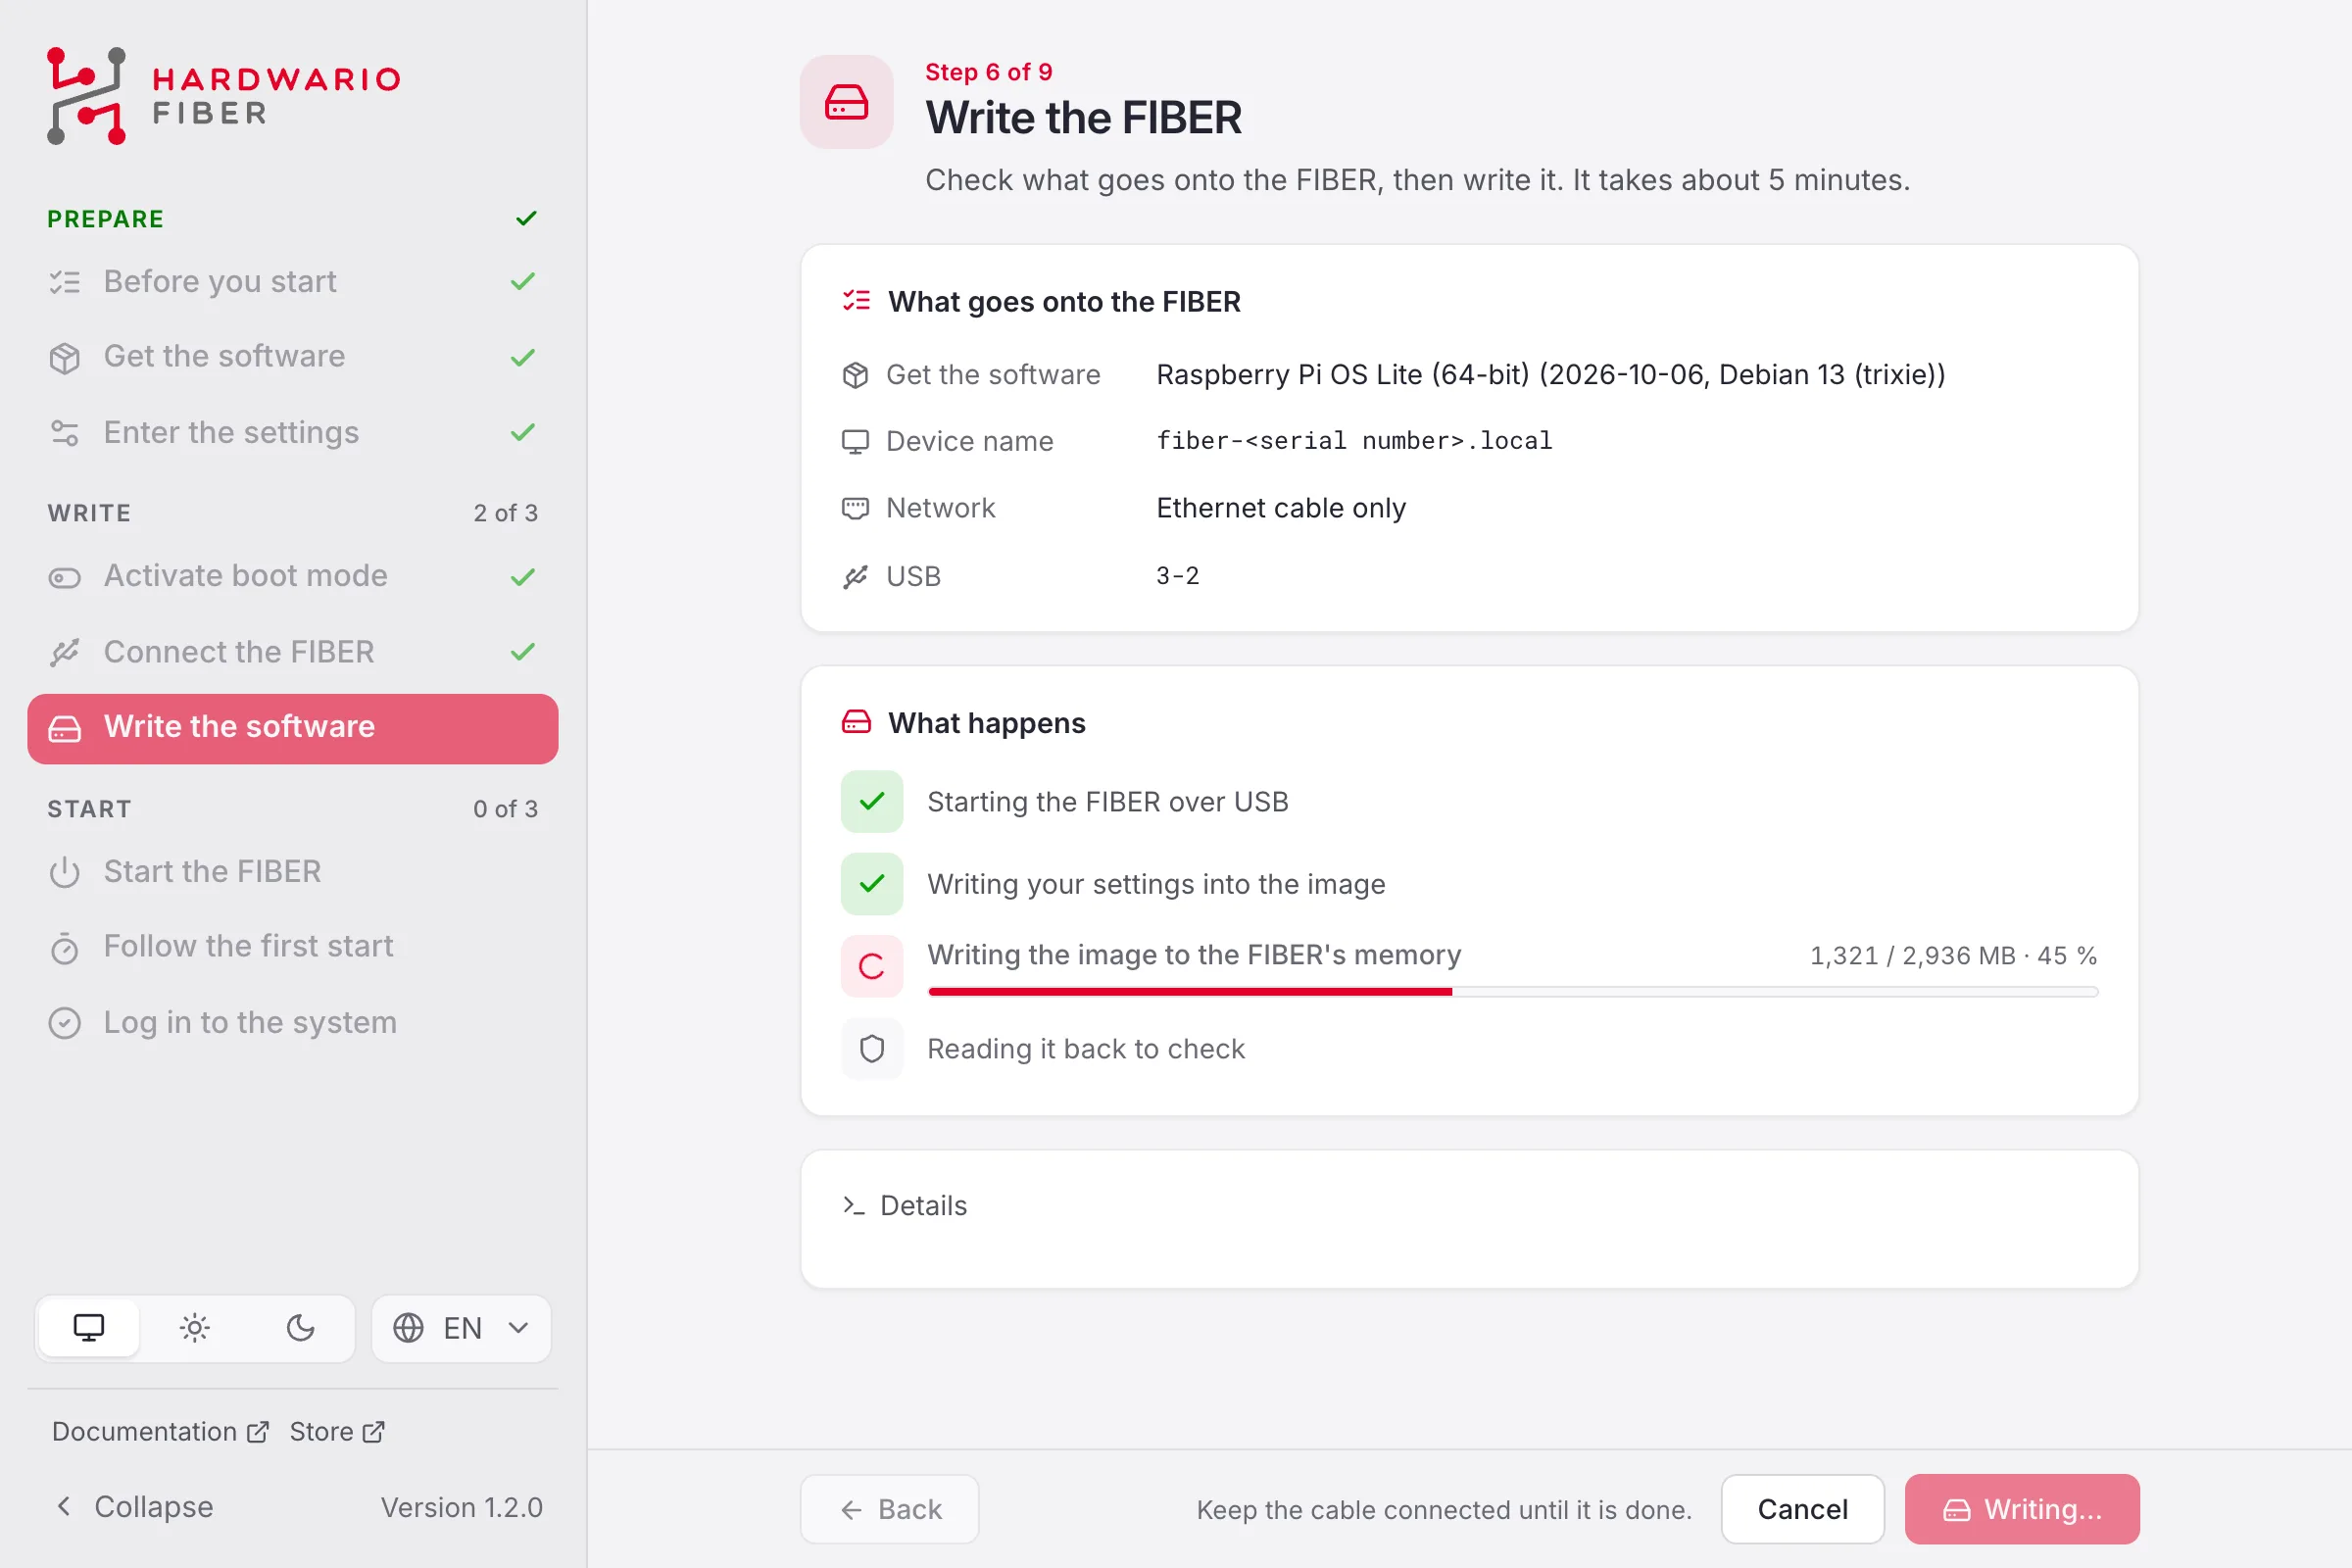 HARDWARIO
FIBER
PREPARE
Before you start
Get the software
Enter the settings
WRITE 2 of 3
Activate boot mode
Connect the FIBER
Write the software
START 0 of 3
Start the FIBER
Follow the first start
Log in to the system
EN
Documentation Store
Collapse Version 1.2.0
Step 6 of 9
Write the FIBER
Check what goes onto the FIBER, then write it. It takes about 5 minutes.
What goes onto the FIBER
Get the software Raspberry Pi OS Lite (64-bit) (2026-10-06, Debian 13 (trixie))
Device name fiber-<serial number>.local
Network Ethernet cable only
USB 3-2
What happens
Starting the FIBER over USB
Writing your settings into the image
Writing the image to the FIBER's memory 1,321 / 2,936 MB · 45 %
Reading it back to check
Details
Back Keep the cable connected until it is done. Cancel Writing...